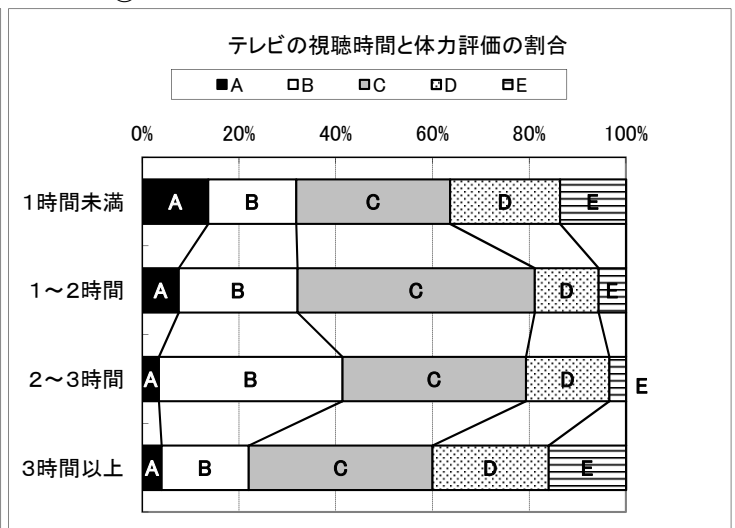 テレビの視聴時間と体力評価の割合
■A □B ■C ■D ■E
0% 20% 40% 60% 80% 100%
1時間未満 A B C D E
1～2時間 A B C D E
2～3時間 A B C D E
3時間以上 A B C D E